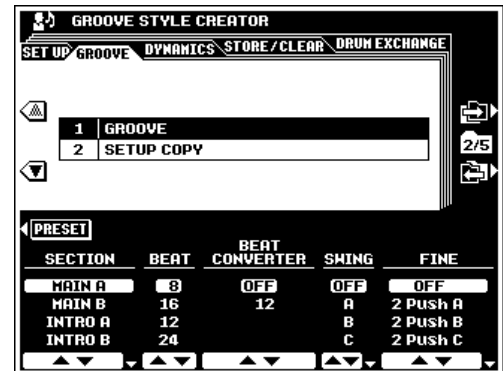 GROOVE STYLE CREATOR
SET UP GROOVE DYNAMICS STORE/CLEAR DRUM EXCHANGE
1 GROOVE
2 SETUP COPY
2/5
PRESET
SECTION BEAT BEAT CONVERTER SWING FINE
MAIN A 8 OFF OFF OFF
MAIN B 16 12 A 2 Push A
INTRO A 12 B 2 Push B
INTRO B 24 C 2 Push C